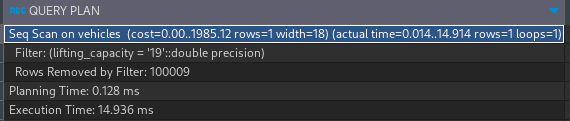 ABC QUERY PLAN
Seq Scan on vehicles (cost=0.00..1985.12 rows=1 width=18) (actual time=0.014..14.914 rows=1 loops=1)
Filter: (lifting_capacity = '19'::double precision)
Rows Removed by Filter: 100009
Planning Time: 0.128 ms
Execution Time: 14.936 ms